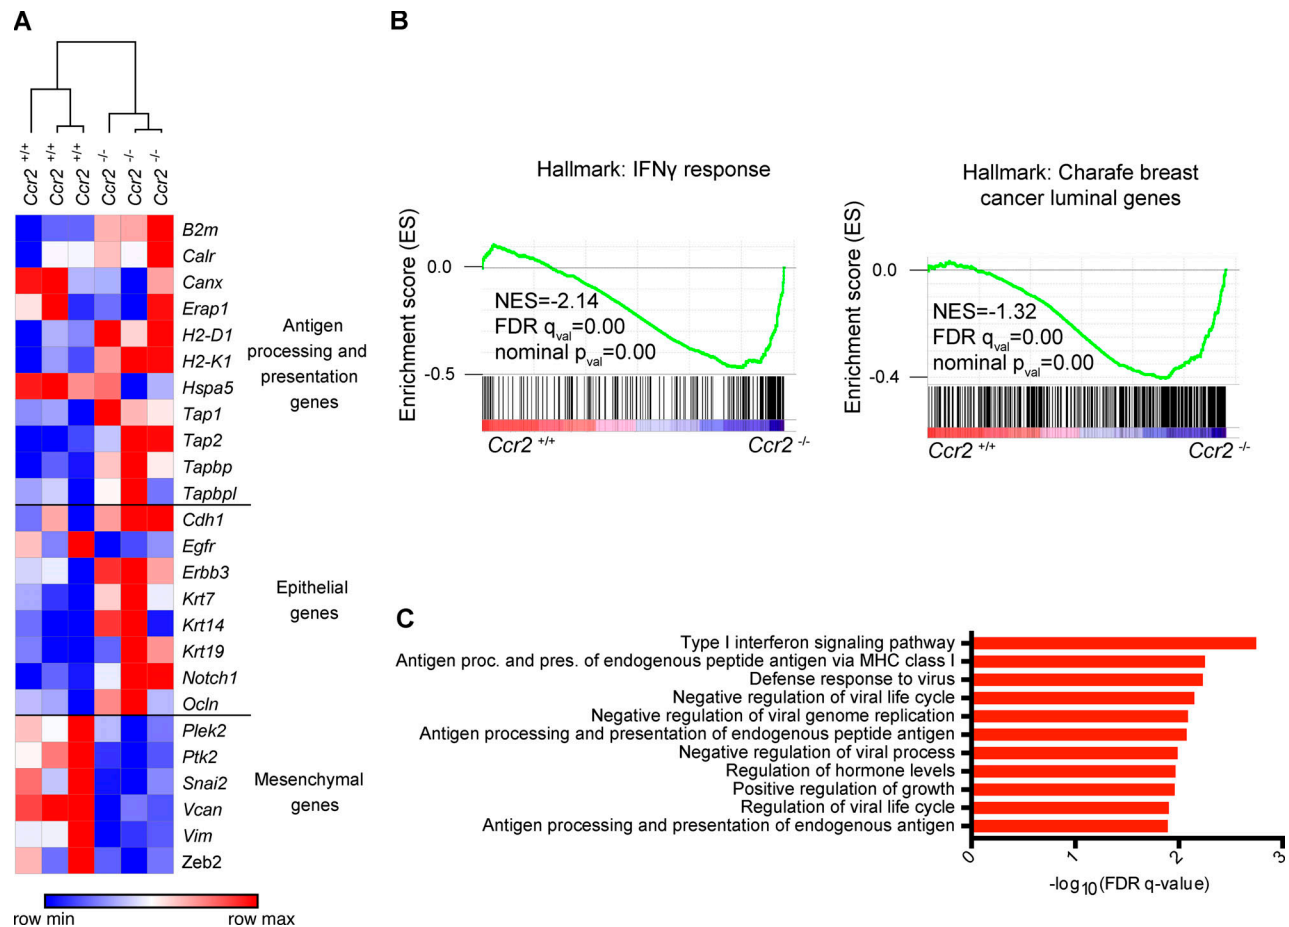 A
Ccr2 +/+
Ccr2 +/+
Ccr2 +/+
Ccr2 -/-
Ccr2 -/-
Ccr2 -/-
B2m
Calr
Canx
Erap1
H2-D1
H2-K1
Hspa5
Tap1
Tap2
Tapbp
Tapbpl
Antigen
processing and
presentation
genes
Cdh1
Egfr
Erbb3
Krt7
Krt14
Krt19
Notch1
Ocln
Epithelial
genes
Plek2
Ptk2
Snai2
Vcan
Vim
Zeb2
Mesenchymal
genes
row min
row max
B
Hallmark: IFNγ response
Enrichment score (ES)
0.0
-0.5
NES=-2.14
FDR qval=0.00
nominal pval=0.00
Ccr2 +/+
Ccr2 -/-
Hallmark: Charafe breast
cancer luminal genes
Enrichment score (ES)
0.0
-0.4
NES=-1.32
FDR qval=0.00
nominal pval=0.00
Ccr2 +/+
Ccr2 -/-
C
Type I interferon signaling pathway
Antigen proc. and pres. of endogenous peptide antigen via MHC class I
Defense response to virus
Negative regulation of viral life cycle
Negative regulation of viral genome replication
Antigen processing and presentation of endogenous peptide antigen
Negative regulation of viral process
Regulation of hormone levels
Positive regulation of growth
Regulation of viral life cycle
Antigen processing and presentation of endogenous antigen
0
1
2
3
-log10(FDR q-value)